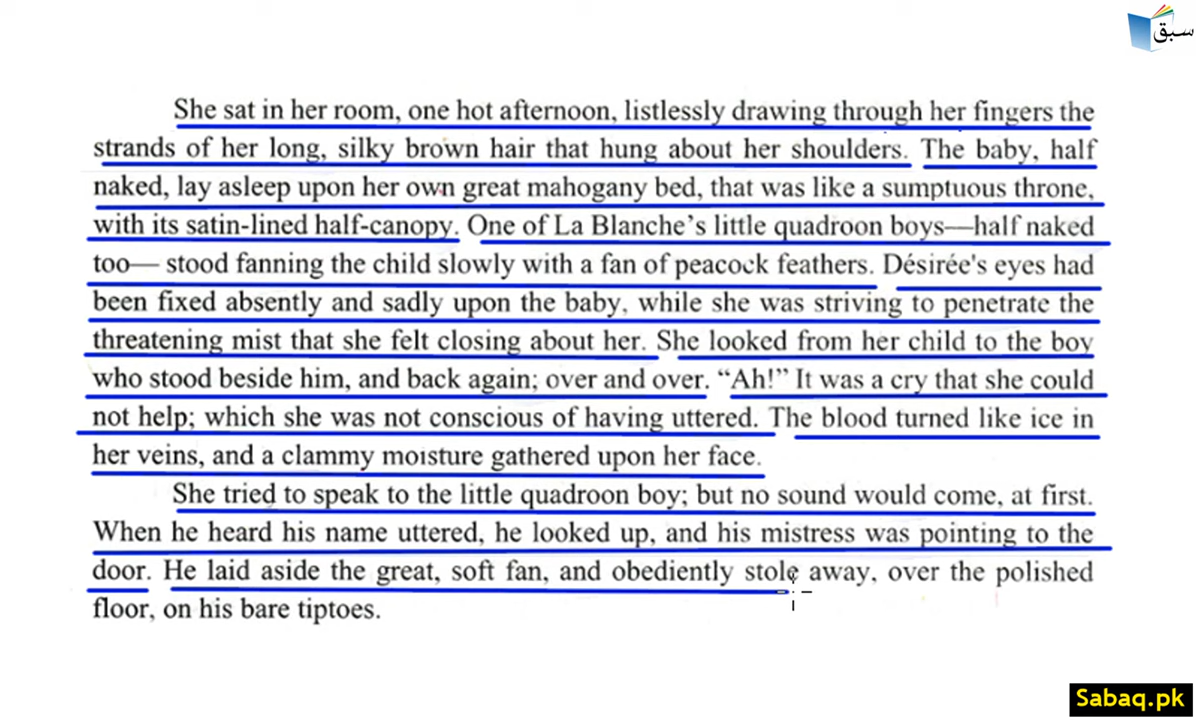 سبق
She sat in her room, one hot afternoon, listlessly drawing through her fingers the
strands of her long, silky brown hair that hung about her shoulders. The baby, half
naked, lay asleep upon her own great mahogany bed, that was like a sumptuous throne,
with its satin-lined half-canopy. One of La Blanche's little quadroon boys—half naked
too— stood fanning the child slowly with a fan of peacock feathers. Désirée's eyes had
been fixed absently and sadly upon the baby, while she was striving to penetrate the
threatening mist that she felt closing about her. She looked from her child to the boy
who stood beside him, and back again; over and over. “Ah!” It was a cry that she could
not help; which she was not conscious of having uttered. The blood turned like ice in
her veins, and a clammy moisture gathered upon her face.
She tried to speak to the little quadroon boy; but no sound would come, at first.
When he heard his name uttered, he looked up, and his mistress was pointing to the
door. He laid aside the great, soft fan, and obediently stole away, over the polished
floor, on his bare tiptoes.
Sabaq.pk